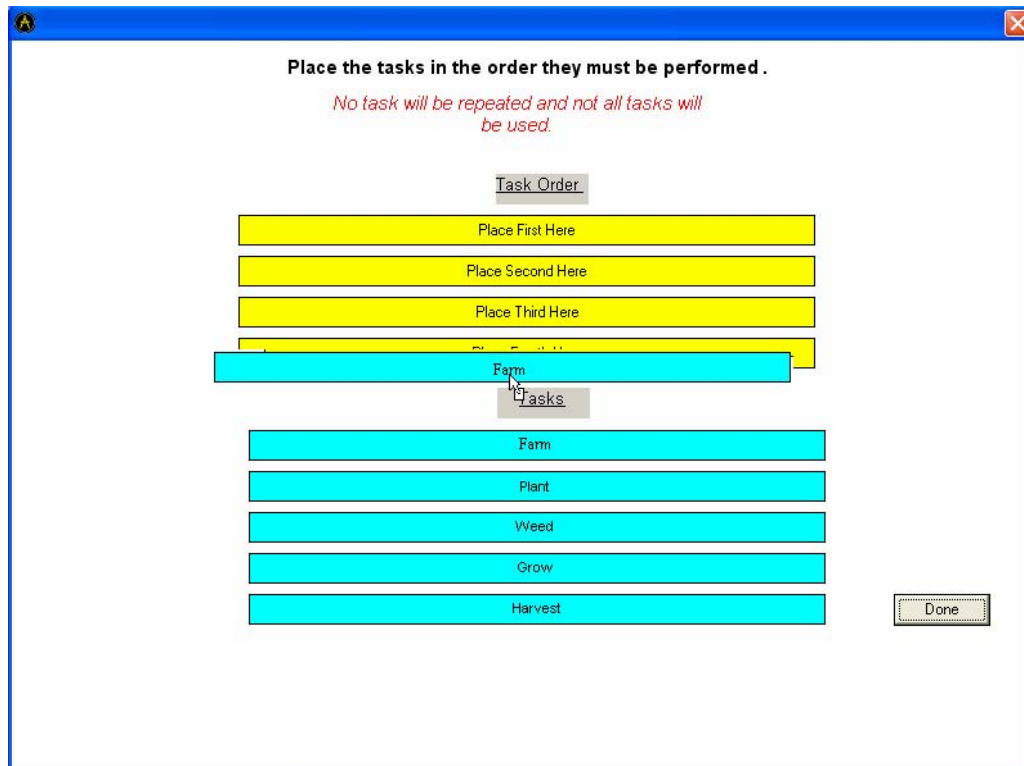 Place the tasks in the order they must be performed .
No task will be repeated and not all tasks will
be used.
Task Order
Place First Here
Place Second Here
Place Third Here
Farm
Tasks
Farm
Plant
Weed
Grow
Harvest
Done